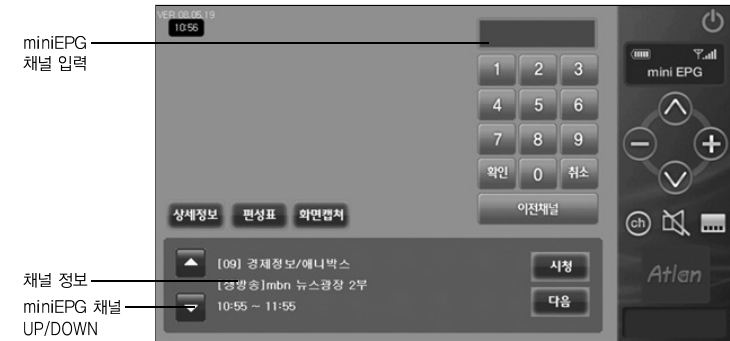 VER 08.05.19
10:56
miniEPG
채널 입력
mini EPG
1 2 3
4 5 6
7 8 9
확인 0 취소
이전채널
상세정보 편성표 화면캡쳐
ch
[09] 경제정보/애니박스
시청
채널 정보
[생방송]mbn 뉴스광장 2부
miniEPG 채널
UP/DOWN
10:55 ~ 11:55
다음
Atlan